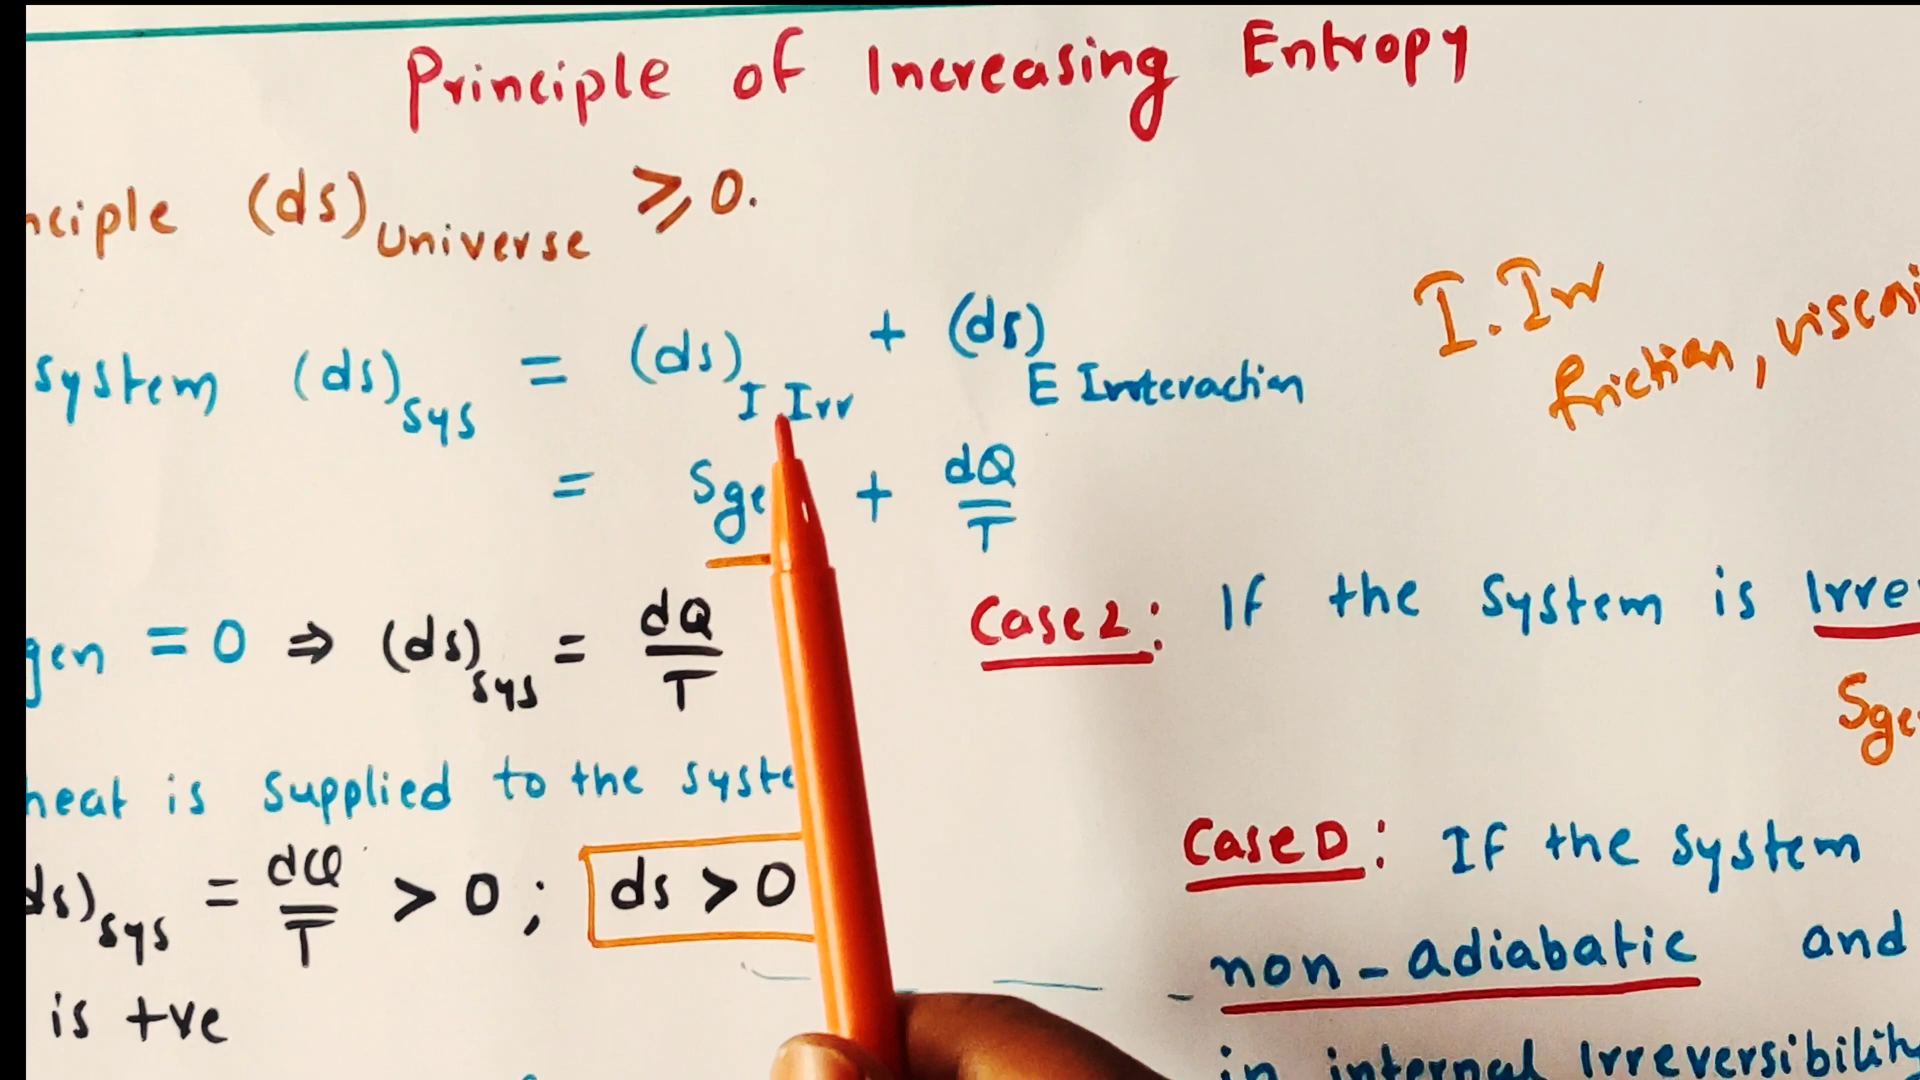 Principle of Increasing Entropy
nciple (ds)Universe ⩾ 0.
system (ds)sys = (ds)I Irr + (ds)E Interaction
I. Irr
friction, viscosi
= Sge + dQ/T
gen = 0 ⇒ (ds)sys = dQ/T
Case 2: If the system is Irre
Sge
heat is supplied to the syste
ds)sys = dQ/T > 0 ; ds > 0
is +ve
Case D: If the system
non-adiabatic and
in internal Irreversibility